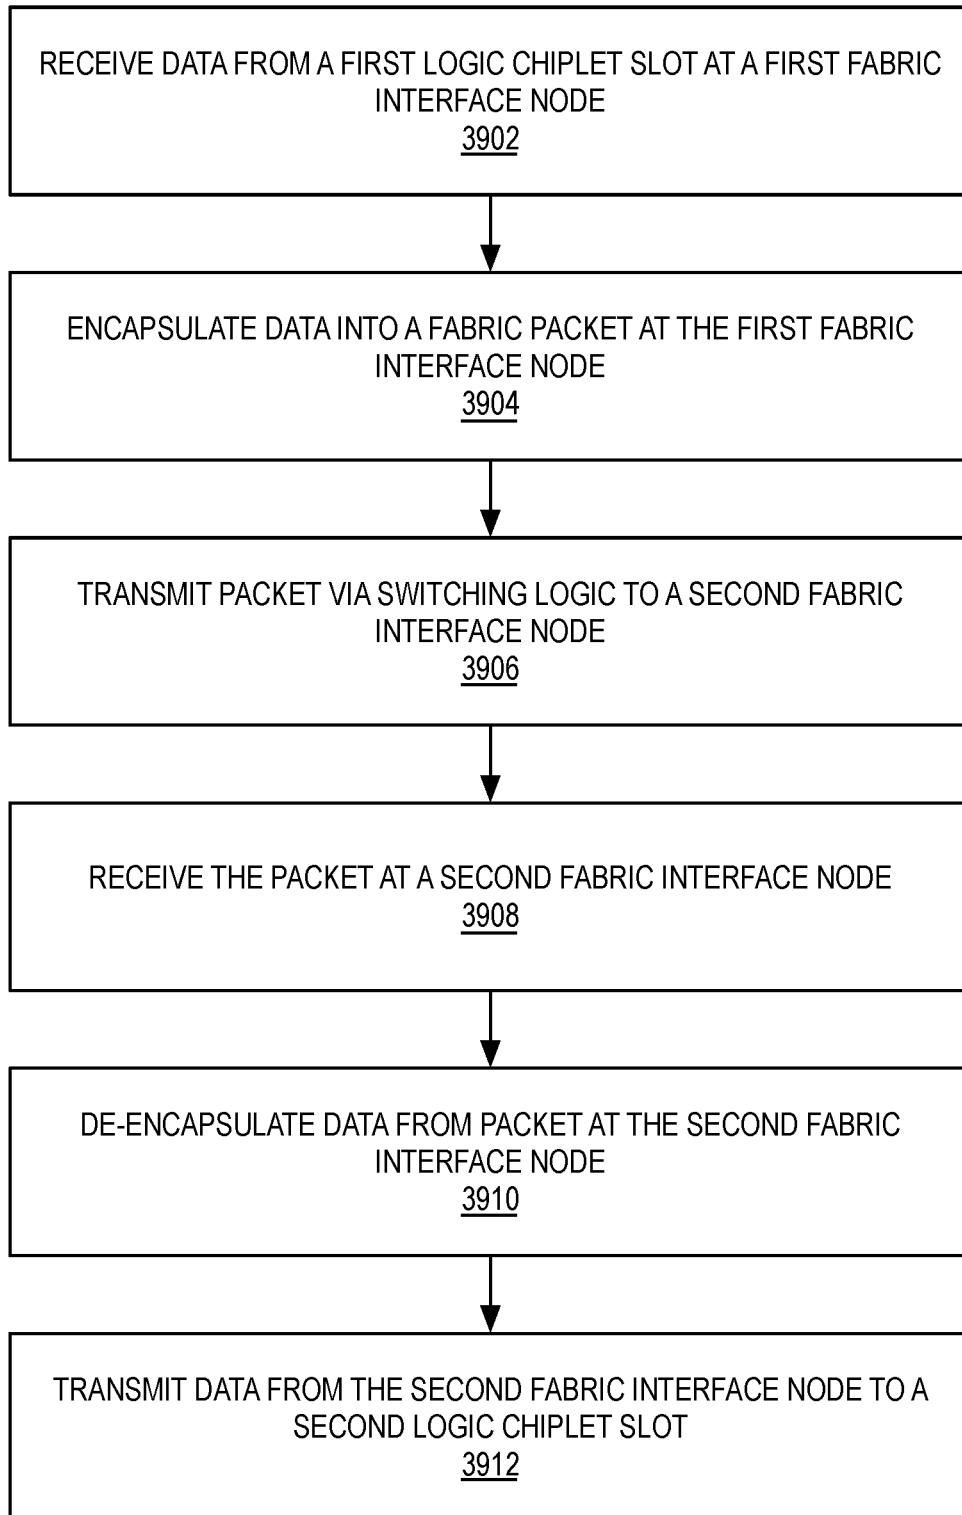 RECEIVE DATA FROM A FIRST LOGIC CHIPLET SLOT AT A FIRST FABRIC
INTERFACE NODE
3902
ENCAPSULATE DATA INTO A FABRIC PACKET AT THE FIRST FABRIC
INTERFACE NODE
3904
TRANSMIT PACKET VIA SWITCHING LOGIC TO A SECOND FABRIC
INTERFACE NODE
3906
RECEIVE THE PACKET AT A SECOND FABRIC INTERFACE NODE
3908
DE-ENCAPSULATE DATA FROM PACKET AT THE SECOND FABRIC
INTERFACE NODE
3910
TRANSMIT DATA FROM THE SECOND FABRIC INTERFACE NODE TO A
SECOND LOGIC CHIPLET SLOT
3912